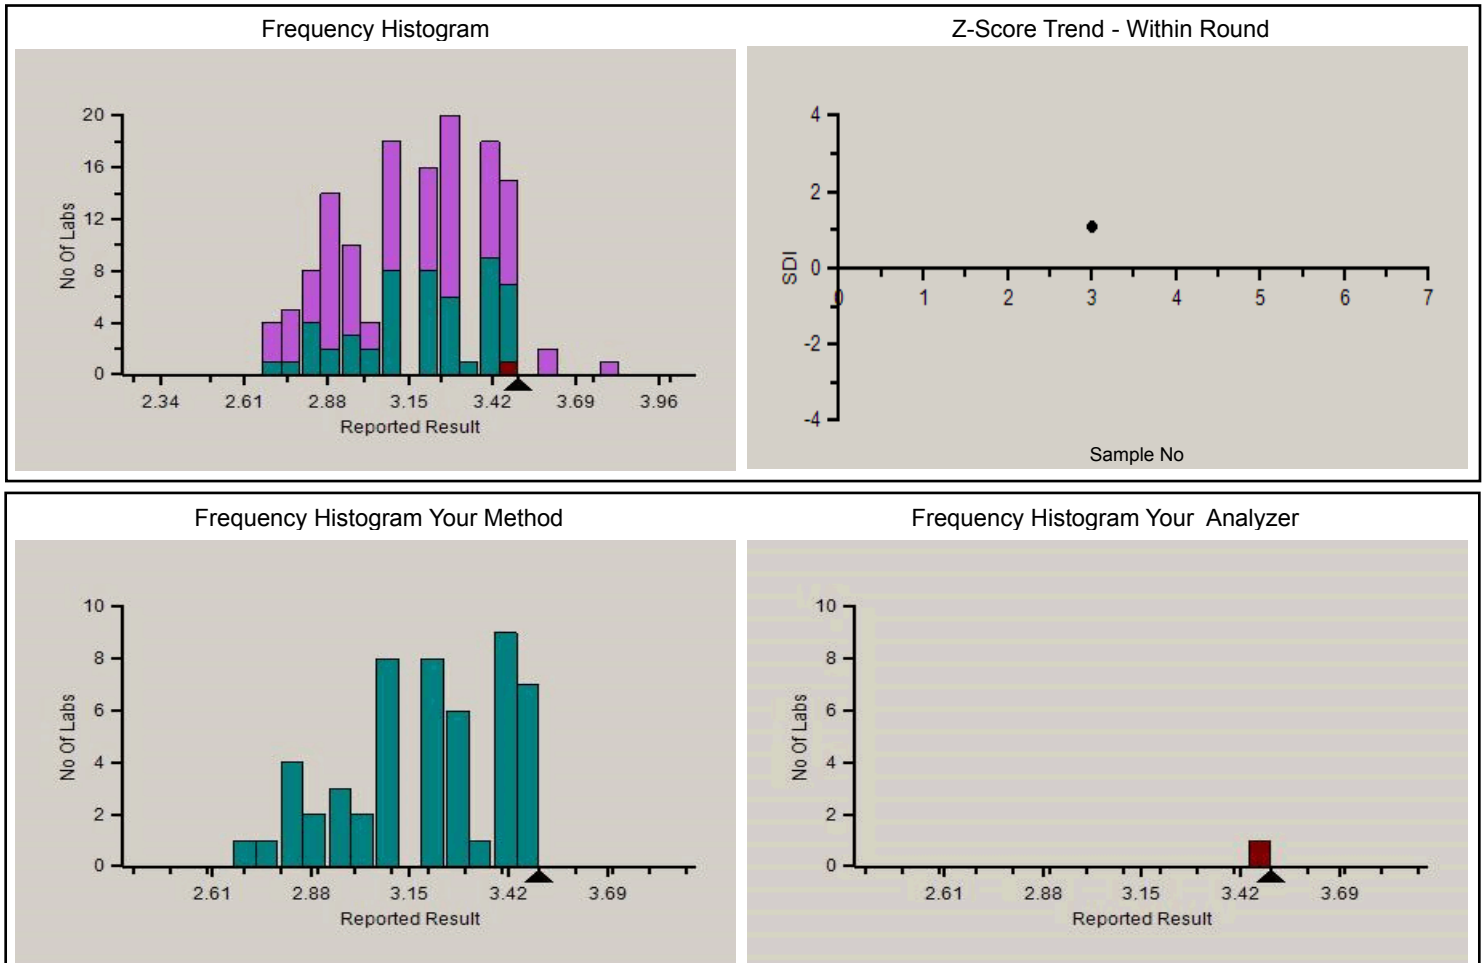 Frequency Histogram
20
16
12
8
4
0
No Of Labs
2.34 2.61 2.88 3.15 3.42 3.69 3.96
Reported Result
Z-Score Trend - Within Round
4
2
0
-2
-4
SDI
0 1 2 3 4 5 6 7
Sample No
Frequency Histogram Your Method
10
8
6
4
2
0
No Of Labs
2.61 2.88 3.15 3.42 3.69
Reported Result
Frequency Histogram Your Analyzer
10
8
6
4
2
0
No Of Labs
2.61 2.88 3.15 3.42 3.69
Reported Result